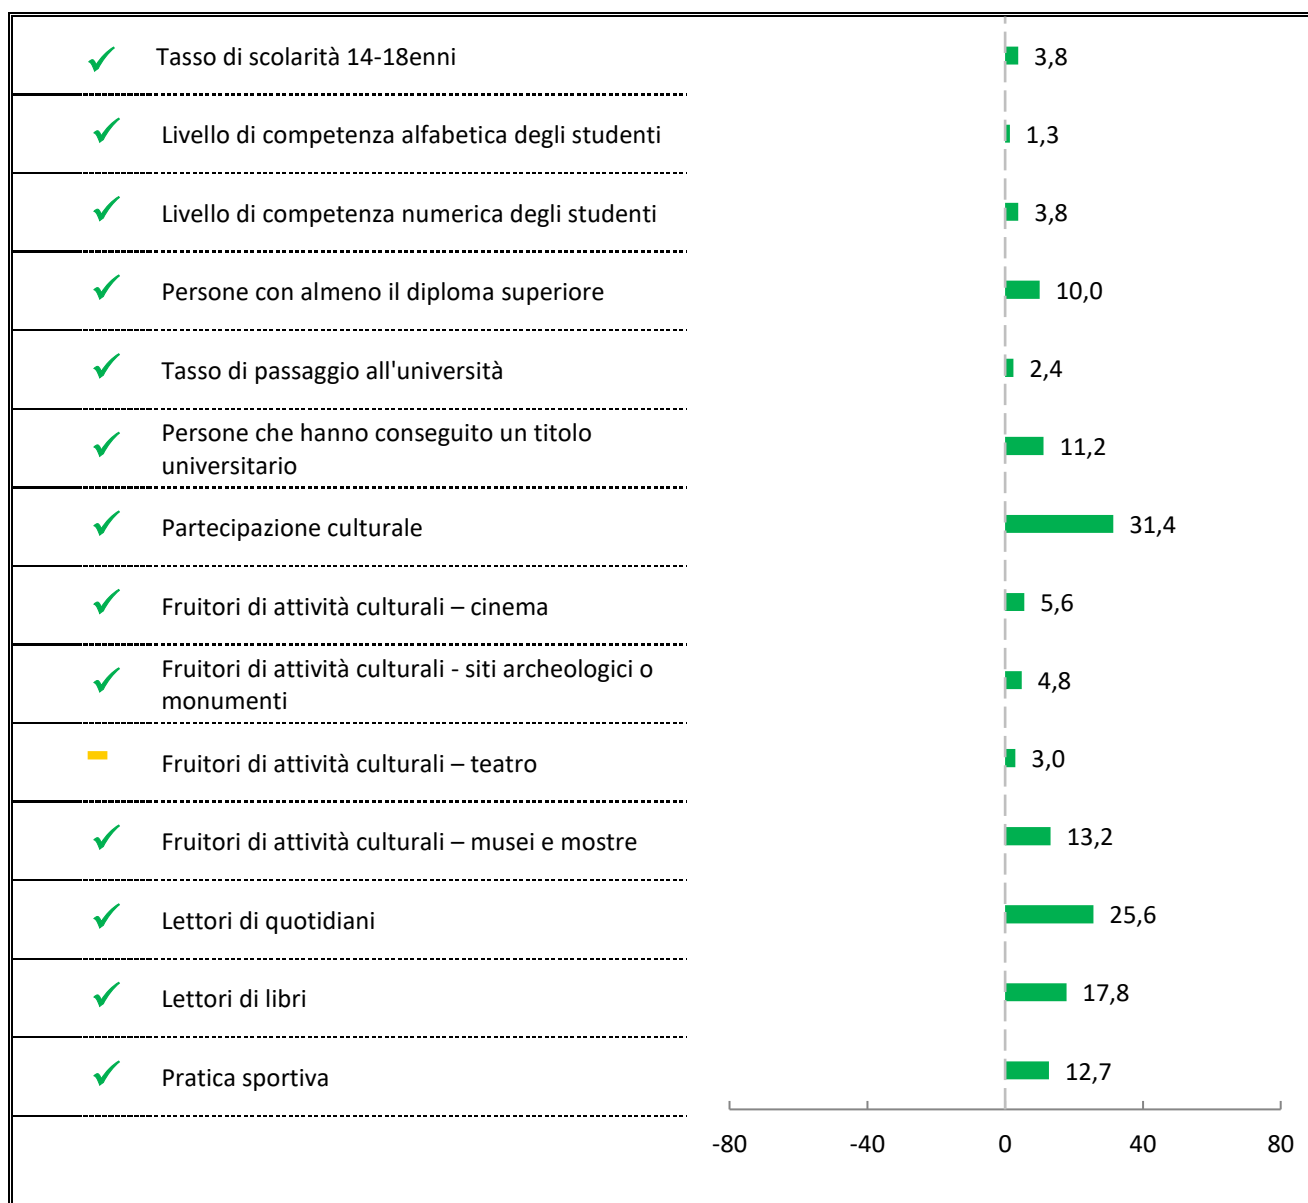 Tasso di scolarità 14-18enni 3,8
Livello di competenza alfabetica degli studenti 1,3
Livello di competenza numerica degli studenti 3,8
Persone con almeno il diploma superiore 10,0
Tasso di passaggio all'università 2,4
Persone che hanno conseguito un titolo
universitario 11,2
Partecipazione culturale 31,4
Fruitori di attività culturali – cinema 5,6
Fruitori di attività culturali - siti archeologici o
monumenti 4,8
Fruitori di attività culturali – teatro 3,0
Fruitori di attività culturali – musei e mostre 13,2
Lettori di quotidiani 25,6
Lettori di libri 17,8
Pratica sportiva 12,7
-80 -40 0 40 80